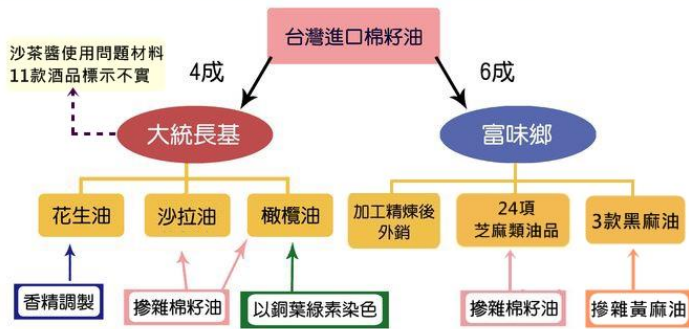 台灣進口棉籽油
沙茶醬使用問題材料
11款酒品標示不實
4成
6成
大統長基
富味鄉
花生油
沙拉油
橄欖油
加工精煉後
外銷
24項
芝麻類油品
3款黑麻油
香精調製
摻雜棉籽油
以銅葉綠素染色
摻雜棉籽油
摻雜黃麻油